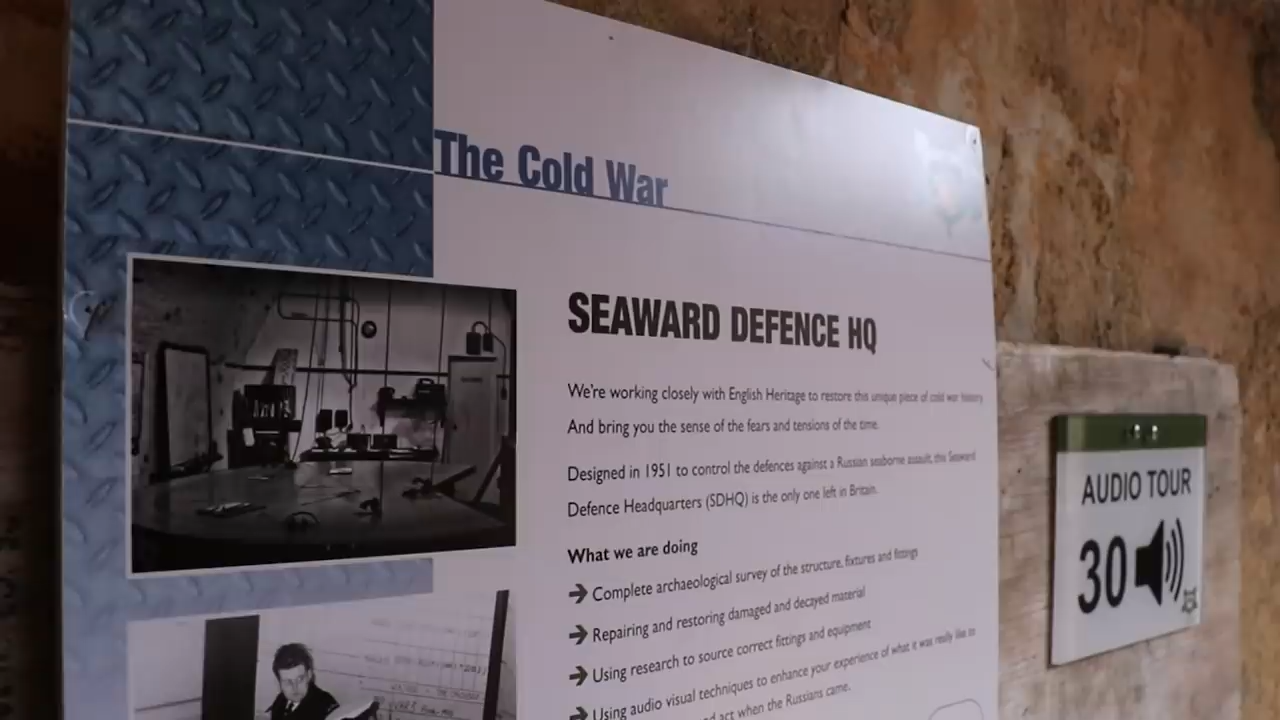 The Cold War
SEAWARD DEFENCE HQ
We're working closely with English Heritage to restore this unique piece of cold war history
And bring you the sense of the fears and tensions of the time.
Designed in 1951 to control the defences against a Russian seaborne assault, this Seaward
Defence Headquarters (SDHQ) is the only one left in Britain.
What we are doing
➔ Complete archaeological survey of the structure, fixtures and fittings
➔ Repairing and restoring damaged and decayed material
➔ Using research to source correct fittings and equipment
➔ Using audio visual techniques to enhance your experience of what it was really like to
act when the Russians came.
AUDIO TOUR
30